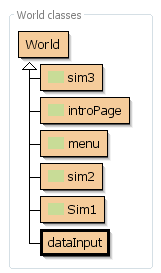 World classes
World
sim3
introPage
menu
sim2
Sim1
dataInput